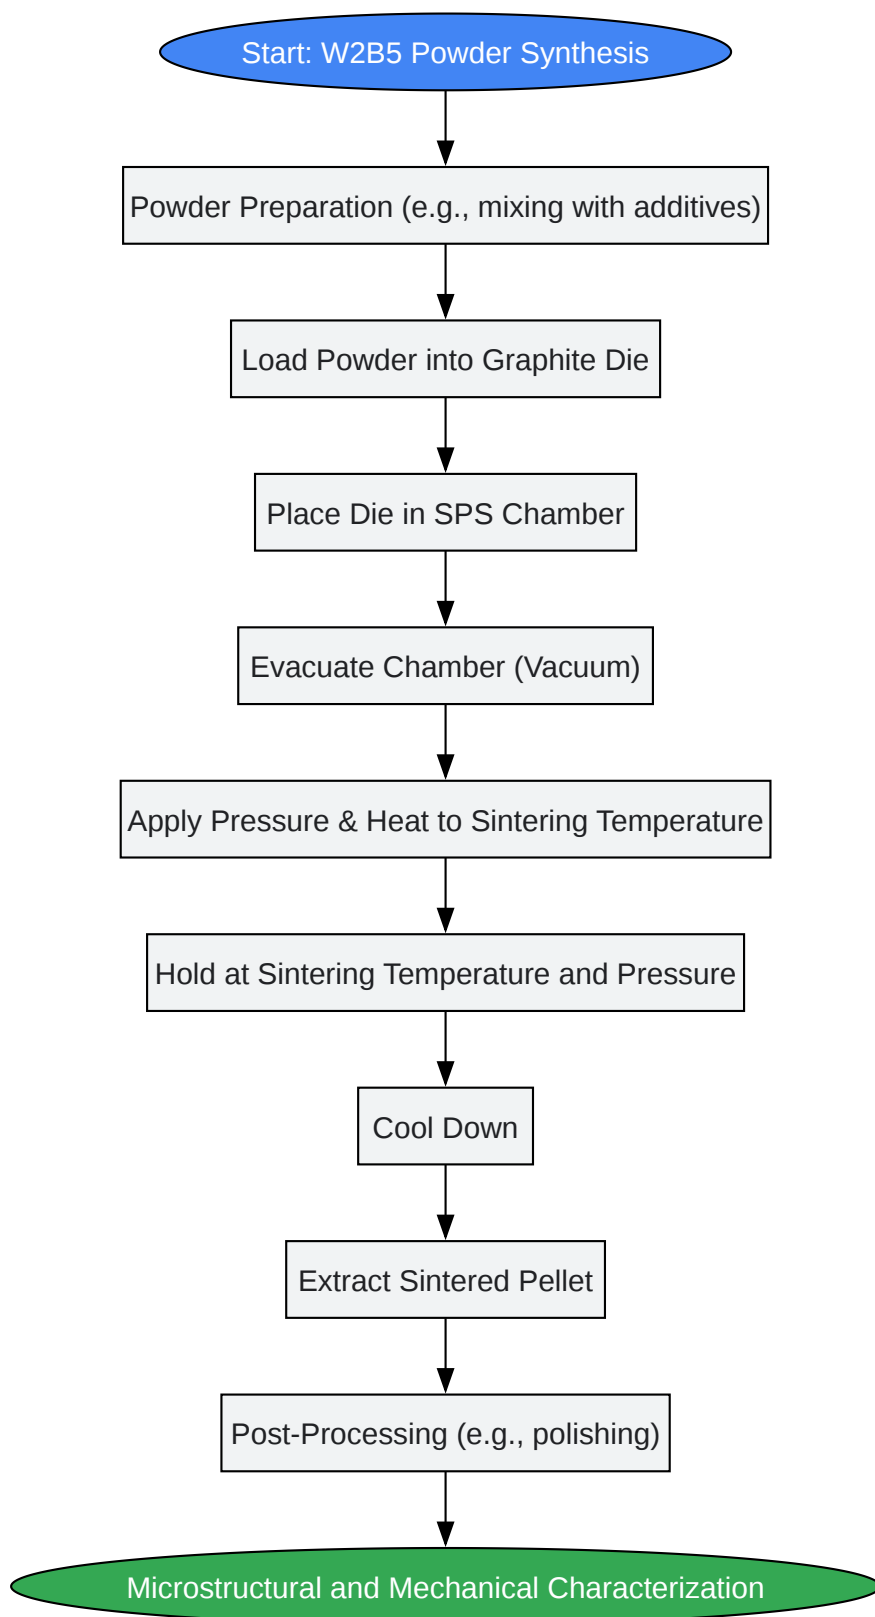 Start: W2B5 Powder Synthesis
Powder Preparation (e.g., mixing with additives)
Load Powder into Graphite Die
Place Die in SPS Chamber
Evacuate Chamber (Vacuum)
Apply Pressure & Heat to Sintering Temperature
Hold at Sintering Temperature and Pressure
Cool Down
Extract Sintered Pellet
Post-Processing (e.g., polishing)
Microstructural and Mechanical Characterization